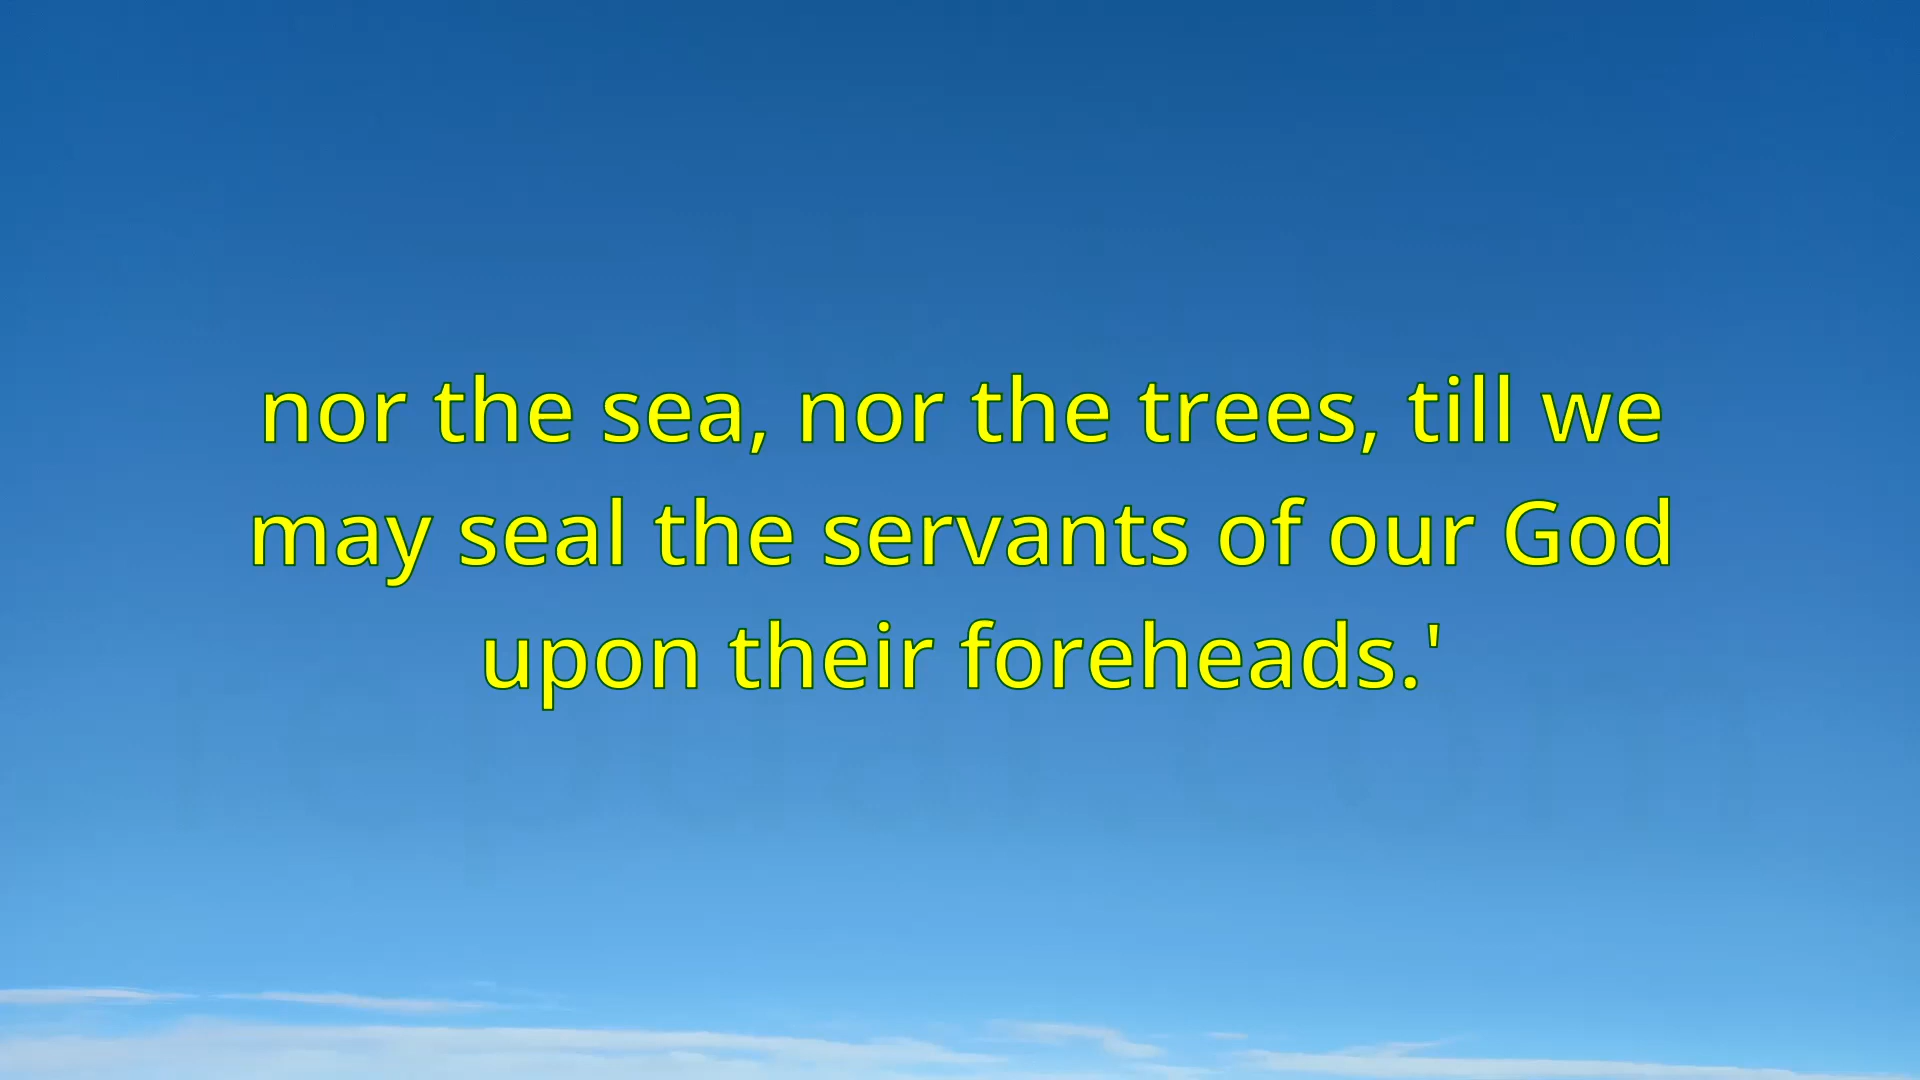 nor the sea, nor the trees, till we
may seal the servants of our God
upon their foreheads.'